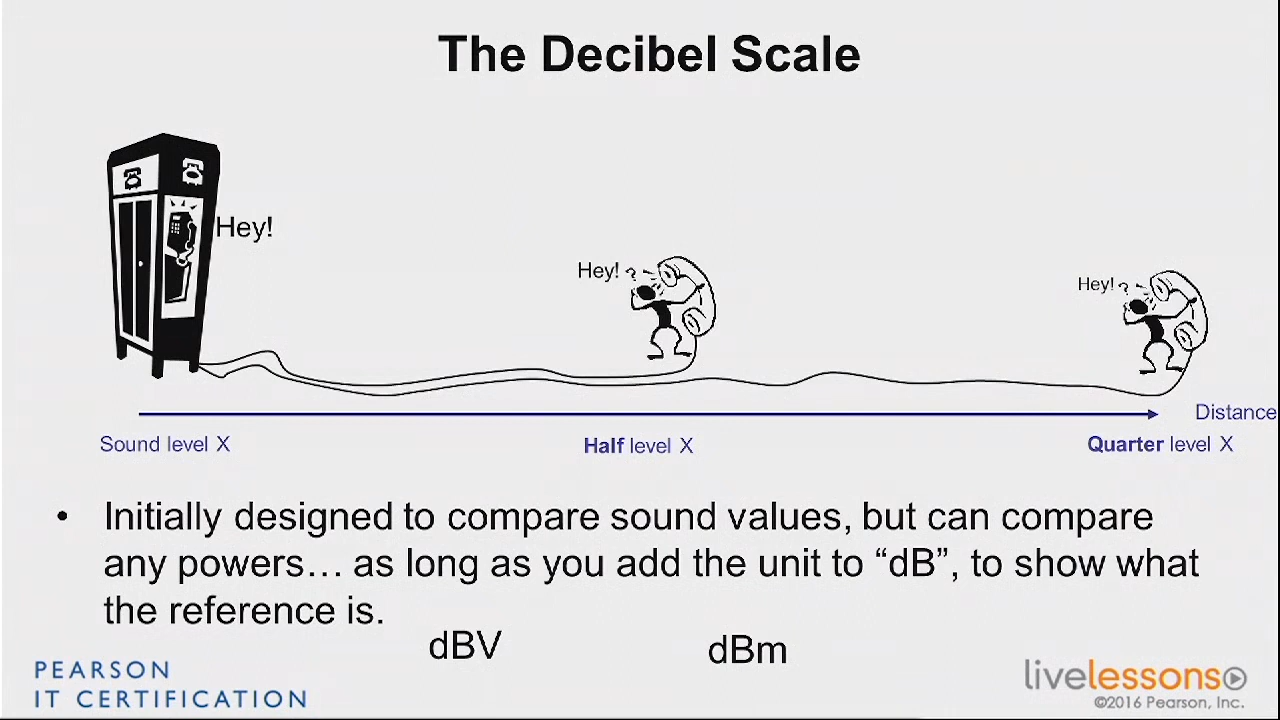 The Decibel Scale
Hey!
Hey! ?
Hey! ?
Distance
Sound level X
Half level X
Quarter level X
• Initially designed to compare sound values, but can compare
any powers… as long as you add the unit to “dB”, to show what
the reference is.
dBV
dBm
PEARSON
IT CERTIFICATION
livelessons
©2016 Pearson, Inc.